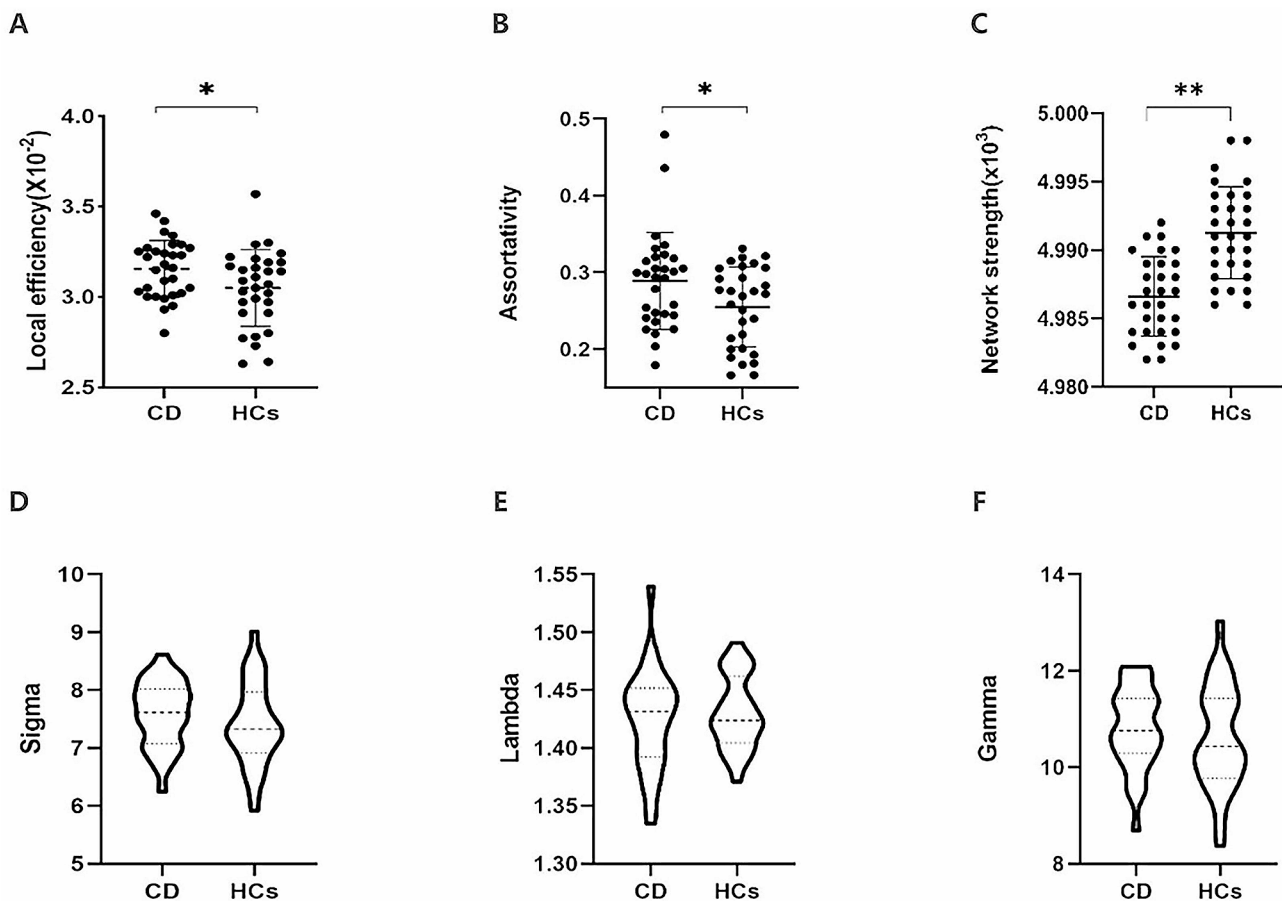 A
B
C
*
*
**
Local efficiency(X10⁻²)
4.0
3.5
3.0
2.5
CD
HCs
Assortativity
0.5
0.4
0.3
0.2
CD
HCs
Network strength(x10³)
5.000
4.995
4.990
4.985
4.980
CD
HCs
D
E
F
Sigma
10
9
8
7
6
5
CD
HCs
Lambda
1.55
1.50
1.45
1.40
1.35
1.30
CD
HCs
Gamma
14
12
10
8
CD
HCs